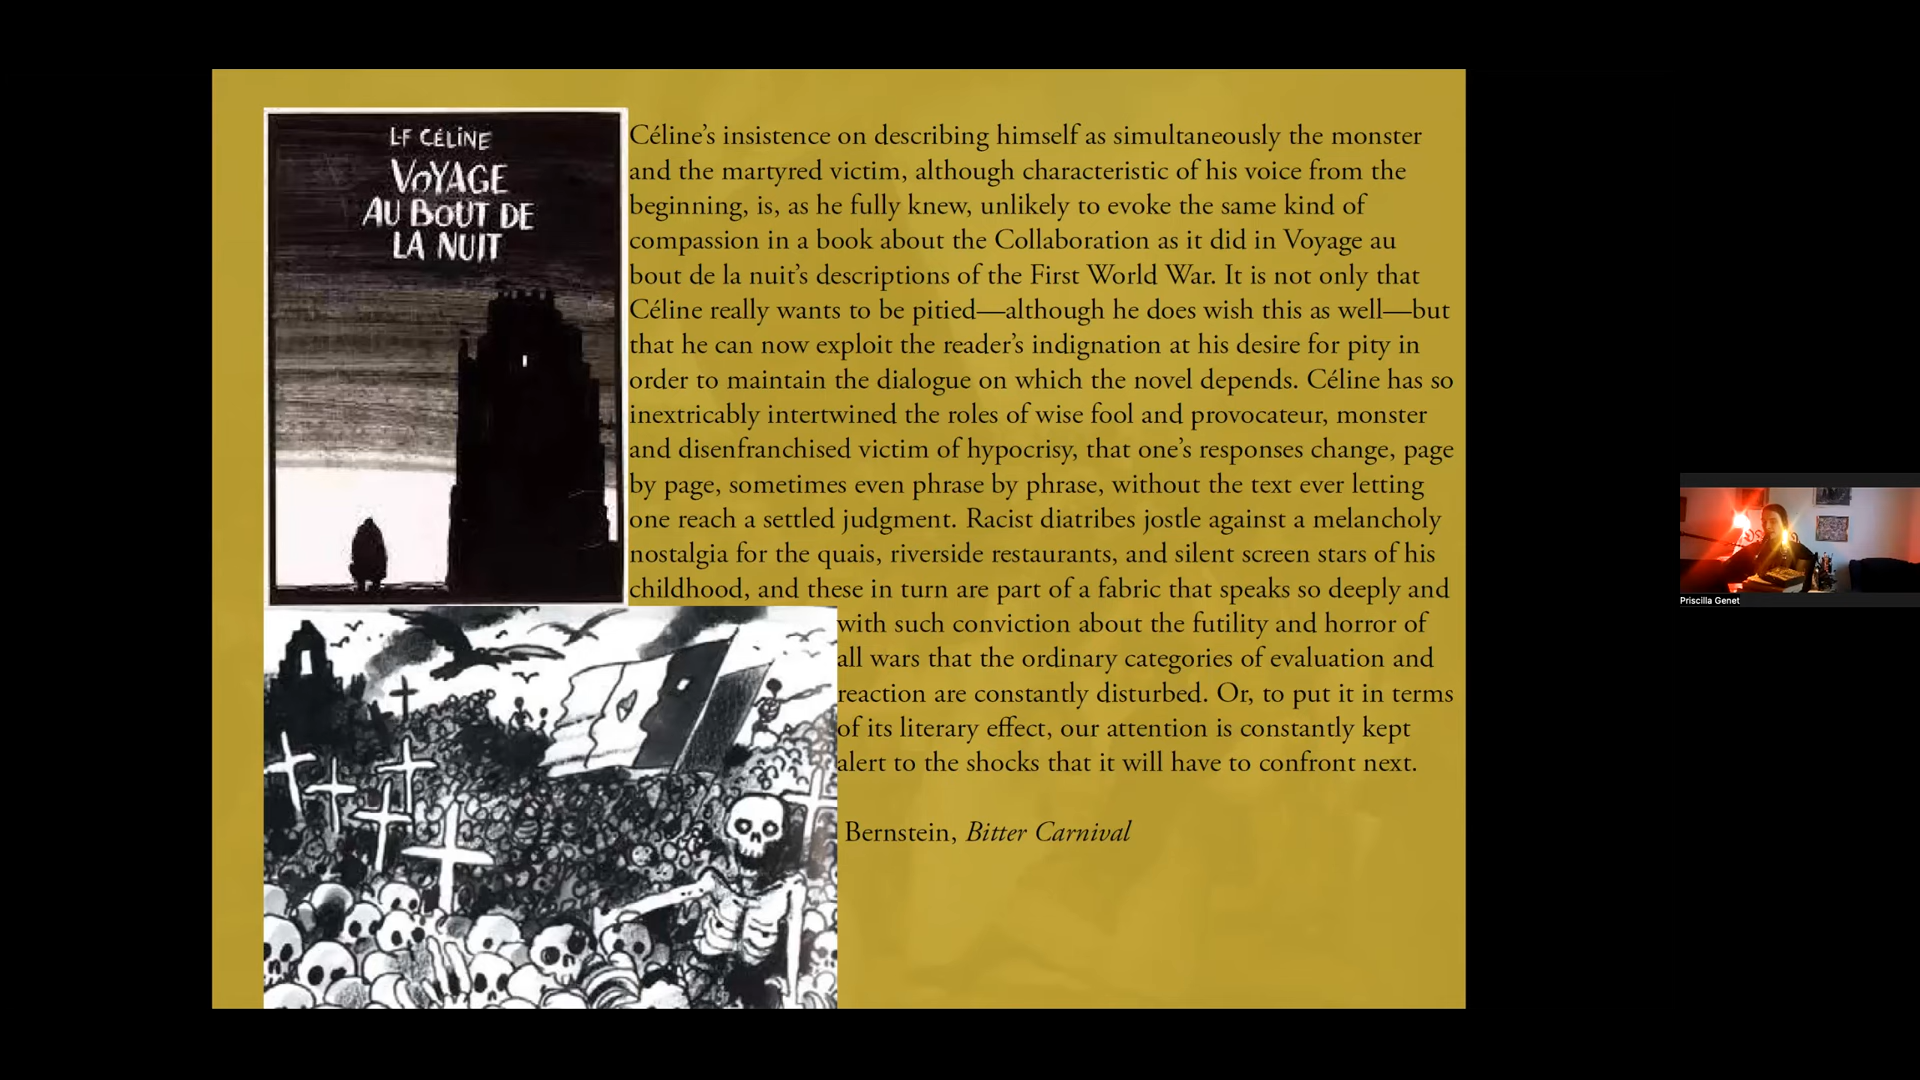 L-F CÉLINE
VOYAGE
AU BOUT DE
LA NUIT
Céline’s insistence on describing himself as simultaneously the monster
and the martyred victim, although characteristic of his voice from the
beginning, is, as he fully knew, unlikely to evoke the same kind of
compassion in a book about the Collaboration as it did in Voyage au
bout de la nuit’s descriptions of the First World War. It is not only that
Céline really wants to be pitied—although he does wish this as well—but
that he can now exploit the reader’s indignation at his desire for pity in
order to maintain the dialogue on which the novel depends. Céline has so
inextricably intertwined the roles of wise fool and provocateur, monster
and disenfranchised victim of hypocrisy, that one’s responses change, page
by page, sometimes even phrase by phrase, without the text ever letting
one reach a settled judgment. Racist diatribes jostle against a melancholy
nostalgia for the quais, riverside restaurants, and silent screen stars of his
childhood, and these in turn are part of a fabric that speaks so deeply and
with such conviction about the futility and horror of
all wars that the ordinary categories of evaluation and
reaction are constantly disturbed. Or, to put it in terms
of its literary effect, our attention is constantly kept
alert to the shocks that it will have to confront next.
Bernstein, Bitter Carnival
Priscilla Genet